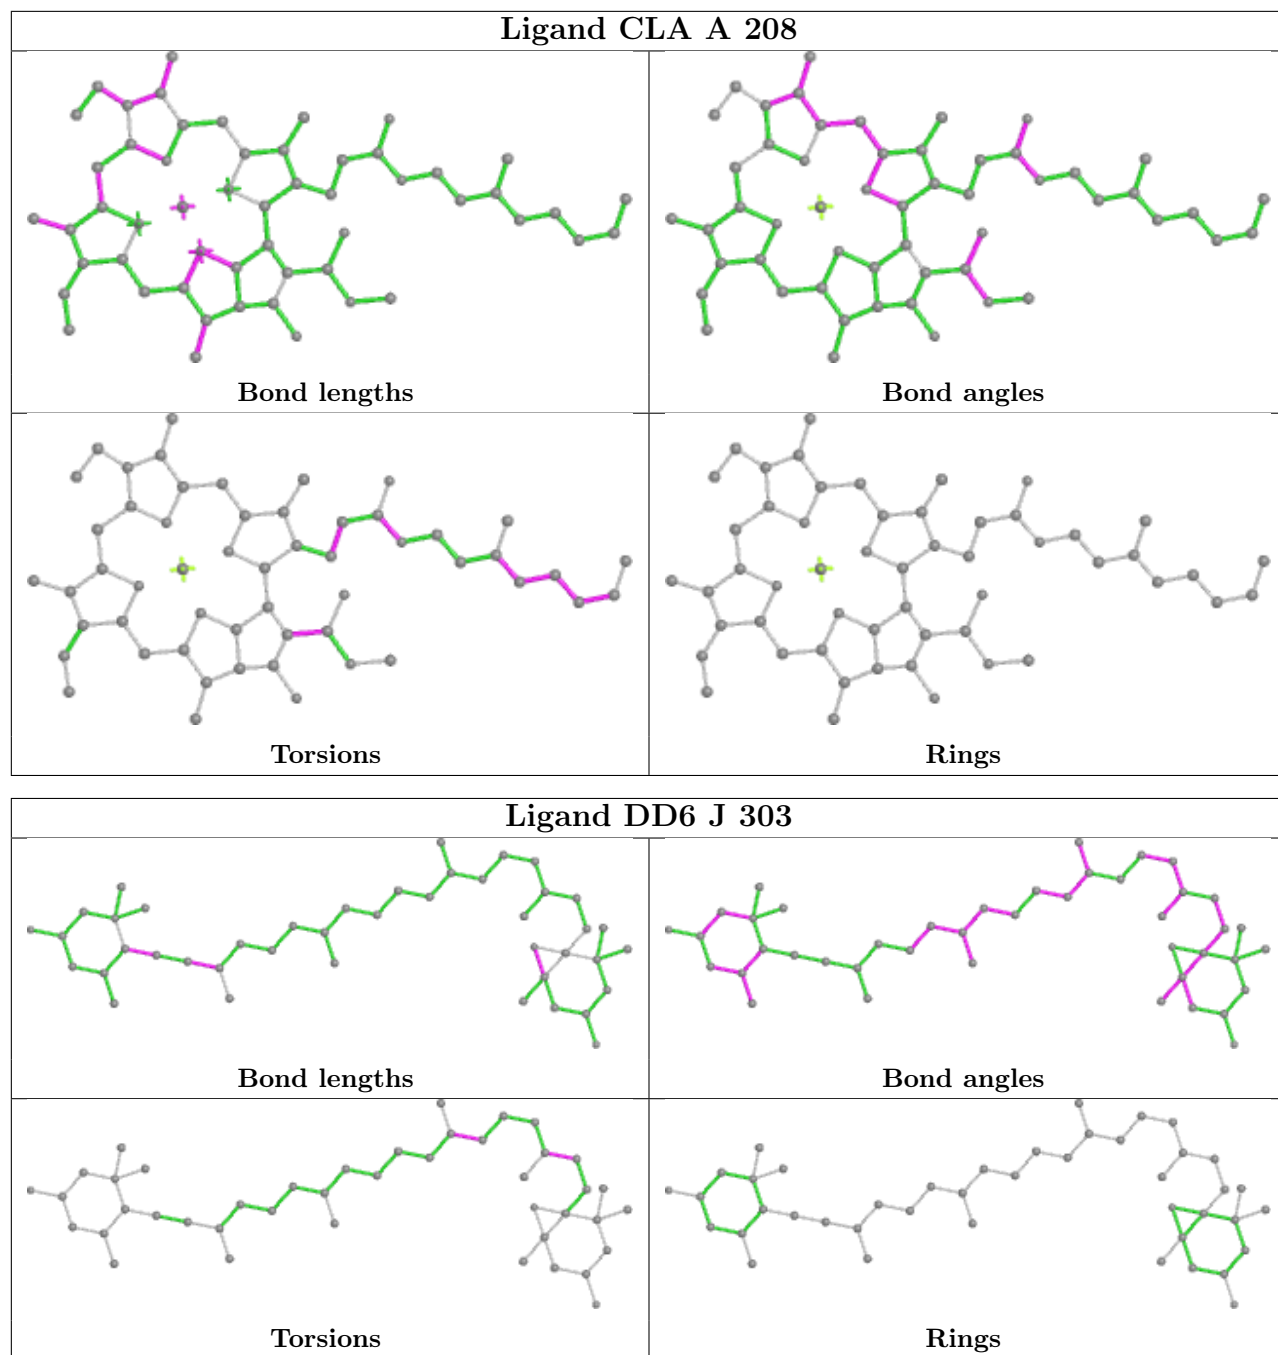 Ligand CLA A 208
Bond lengths
Bond angles
Torsions
Rings
Ligand DD6 J 303
Bond lengths
Bond angles
Torsions
Rings